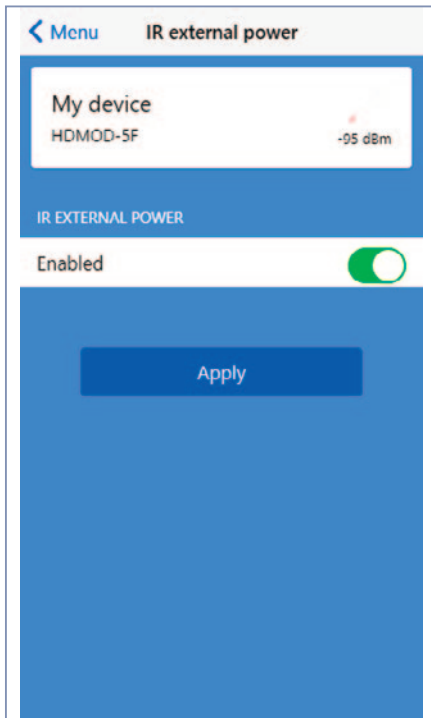 Menu IR external power
My device
HDMOD-5F
-95 dBm
IR EXTERNAL POWER
Enabled
Apply